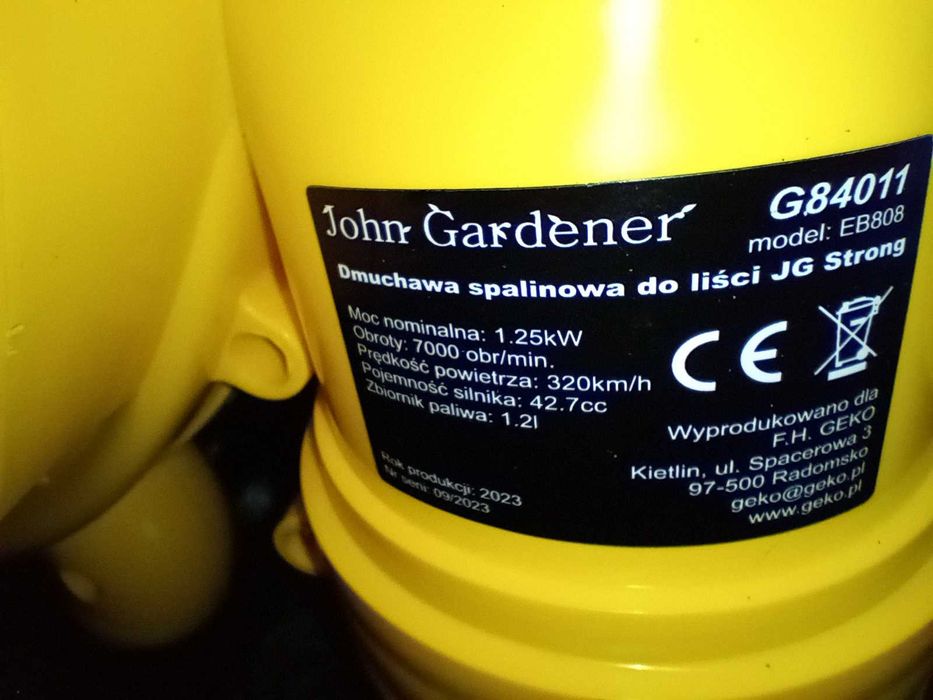 John Gardener
G84011
model: EB808
Dmuchawa spalinowa do liści JG Strong
Moc nominalna: 1.25kW
Obroty: 7000 obr/min.
Prędkość powietrza: 320km/h
Pojemność silnika: 42.7cc
Zbiornik paliwa: 1.2l
CE
Wyprodukowano dla
F.H. GEKO
Kietlin, ul. Spacerowa 3
97-500 Radomsko
geko@geko.pl
www.geko.pl
Rok produkcji: 2023
Nr serii: 09/2023